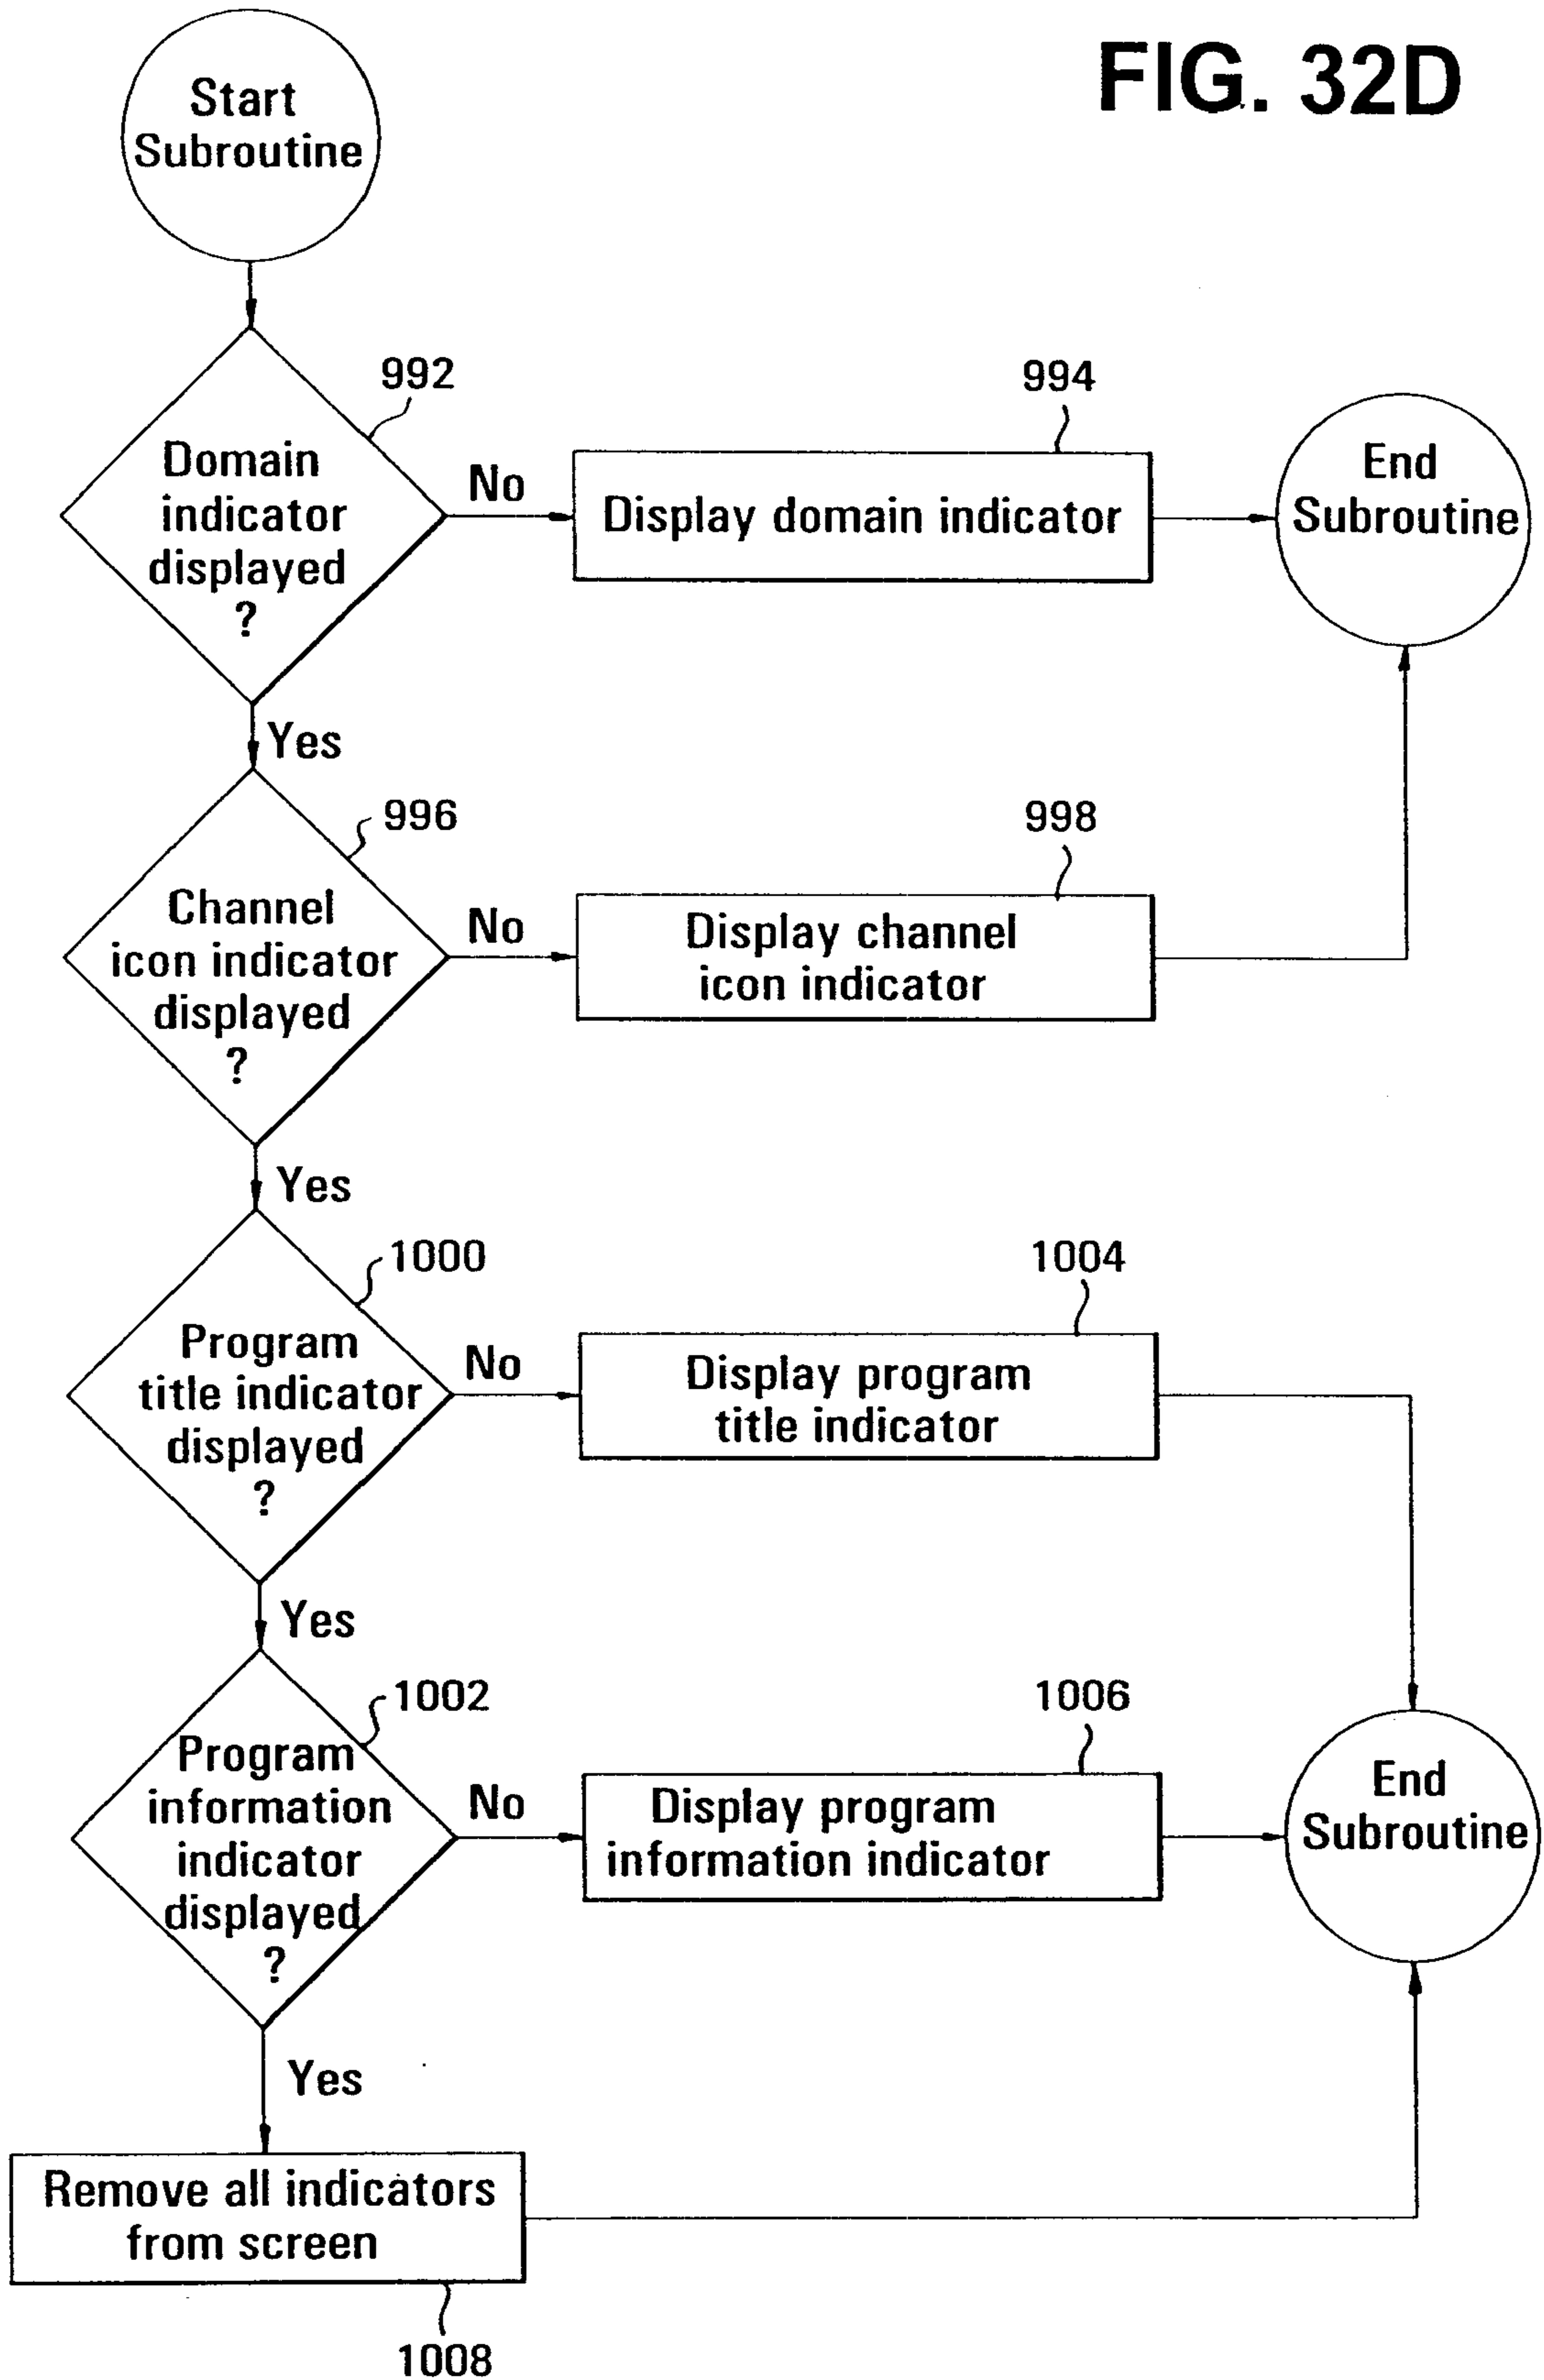 FIG. 32D
Start
Subroutine
992
Domain
indicator
displayed
?
No
994
Display domain indicator
End
Subroutine
Yes
996
Channel
icon indicator
displayed
?
No
998
Display channel
icon indicator
Yes
1000
Program
title indicator
displayed
?
No
1004
Display program
title indicator
Yes
1002
Program
information
indicator
displayed
?
No
1006
Display program
information indicator
End
Subroutine
Yes
Remove all indicators
from screen
1008